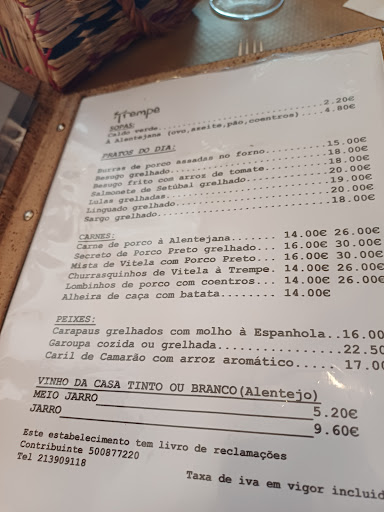 Trempe
SOPAS:
Caldo verde....................2.20€
A Alentejana (ovo,azeite,pão,coentros)....4.80€
PRATOS DO DIA:
Burras de porco assadas no forno..........15.00€
Besugo grelhado..........18.00€
Besugo frito com arroz de tomate..........18.00€
Salmonete de Setúbal grelhado..........20.00€
Lulas grelhadas..........19.00€
Linguado grelhado..........20.00€
Sargo grelhado..........18.00€
CARNES:
Carne de porco à Alentejana....... 14.00€ 26.00€
Secreto de Porco Preto grelhado... 16.00€ 30.00€
Mista de Vitela com Porco Preto... 16.00€ 30.00€
Churrasquinhos de Vitela à Trempe. 14.00€ 26.00€
Lombinhos de porco com coentros... 14.00€ 26.00€
Alheira de caça com batata........ 14.00€
PEIXES:
Carapaus grelhados com molho à Espanhola..16.00
Garoupa cozida ou grelhada................22.50
Caril de Camarão com arroz aromático..... 17.00
VINHO DA CASA TINTO OU BRANCO(Alentejo)
MEIO JARRO 5.20€
JARRO 9.60€
Este estabelecimento tem livro de reclamações
Contribuinte 500877220
Tel 213909118
Taxa de iva em vigor incluid